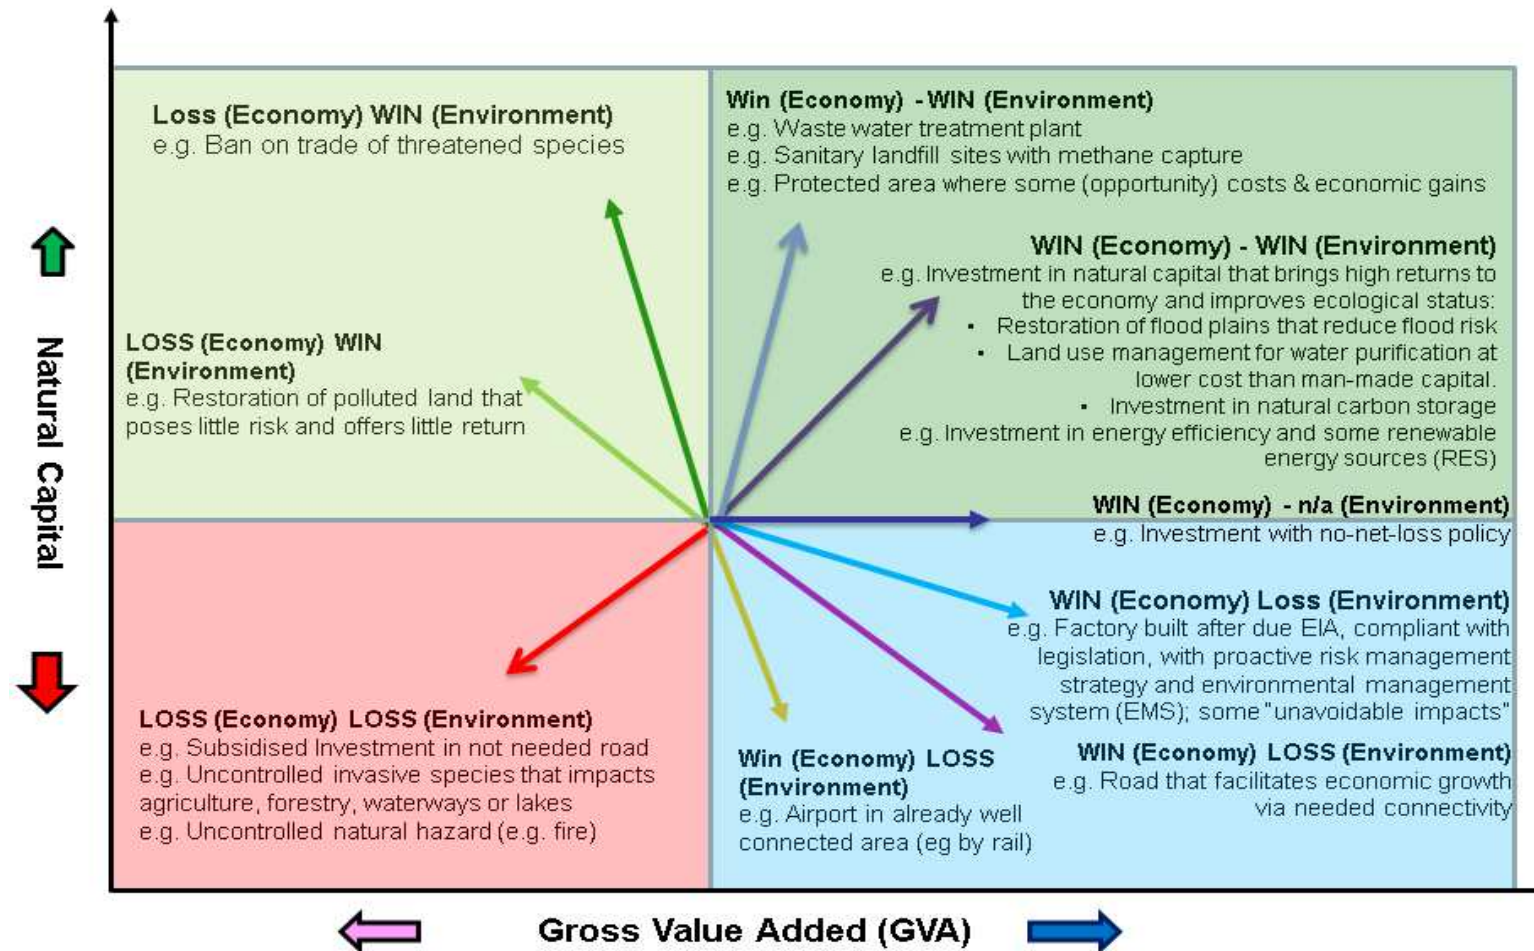 Loss (Economy) WIN (Environment)
e.g. Ban on trade of threatened species
Win (Economy) - WIN (Environment)
e.g. Waste water treatment plant
e.g. Sanitary landfill sites with methane capture
e.g. Protected area where some (opportunity) costs & economic gains
WIN (Economy) - WIN (Environment)
e.g. Investment in natural capital that brings high returns to
the economy and improves ecological status:
• Restoration of flood plains that reduce flood risk
• Land use management for water purification at
lower cost than man-made capital.
• Investment in natural carbon storage
e.g. Investment in energy efficiency and some renewable
energy sources (RES)
LOSS (Economy) WIN
(Environment)
e.g. Restoration of polluted land that
poses little risk and offers little return
Natural Capital
WIN (Economy) - n/a (Environment)
e.g. Investment with no-net-loss policy
WIN (Economy) Loss (Environment)
e.g. Factory built after due EIA, compliant with
legislation, with proactive risk management
strategy and environmental management
system (EMS); some "unavoidable impacts"
LOSS (Economy) LOSS (Environment)
e.g. Subsidised Investment in not needed road
e.g. Uncontrolled invasive species that impacts
agriculture, forestry, waterways or lakes
e.g. Uncontrolled natural hazard (e.g. fire)
Win (Economy) LOSS
(Environment)
e.g. Airport in already well
connected area (eg by rail)
WIN (Economy) LOSS (Environment)
e.g. Road that facilitates economic growth
via needed connectivity
Gross Value Added (GVA)